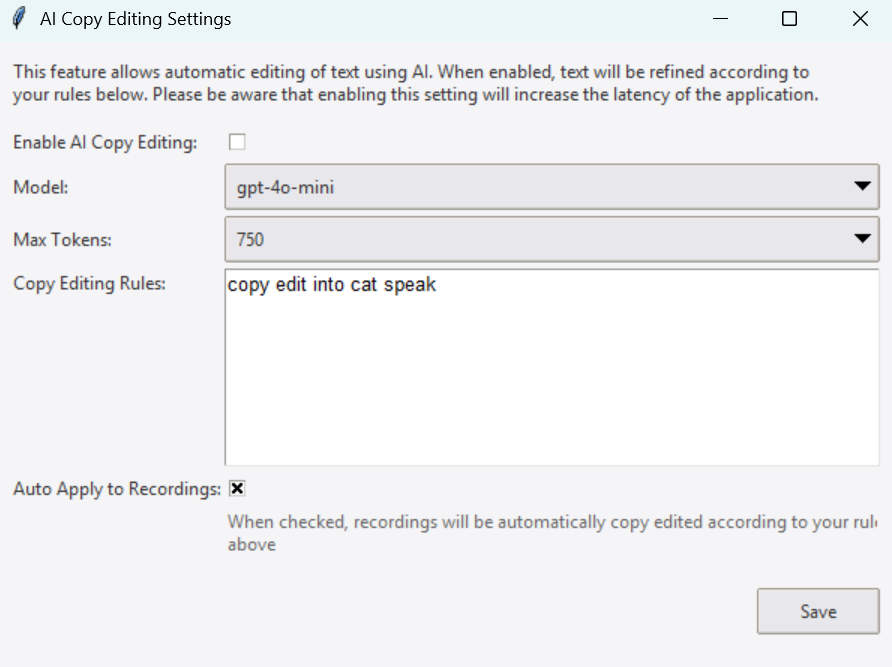 AI Copy Editing Settings
This feature allows automatic editing of text using AI. When enabled, text will be refined according to
your rules below. Please be aware that enabling this setting will increase the latency of the application.
Enable AI Copy Editing:
Model: gpt-4o-mini
Max Tokens: 750
Copy Editing Rules: copy edit into cat speak
Auto Apply to Recordings:
When checked, recordings will be automatically copy edited according to your rul
above
Save